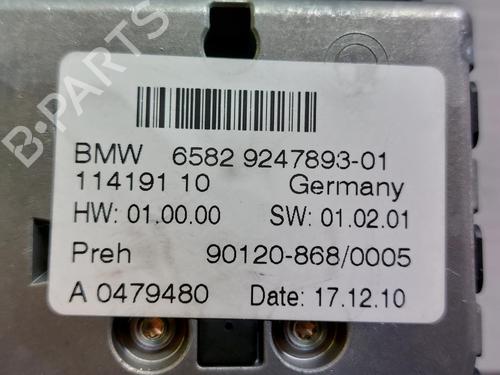 BMW 6582 9247893-01
114191 10 Germany
HW: 01.00.00 SW: 01.02.01
Preh 90120-868/0005
A 0479480 Date: 17.12.10
B-PARTS